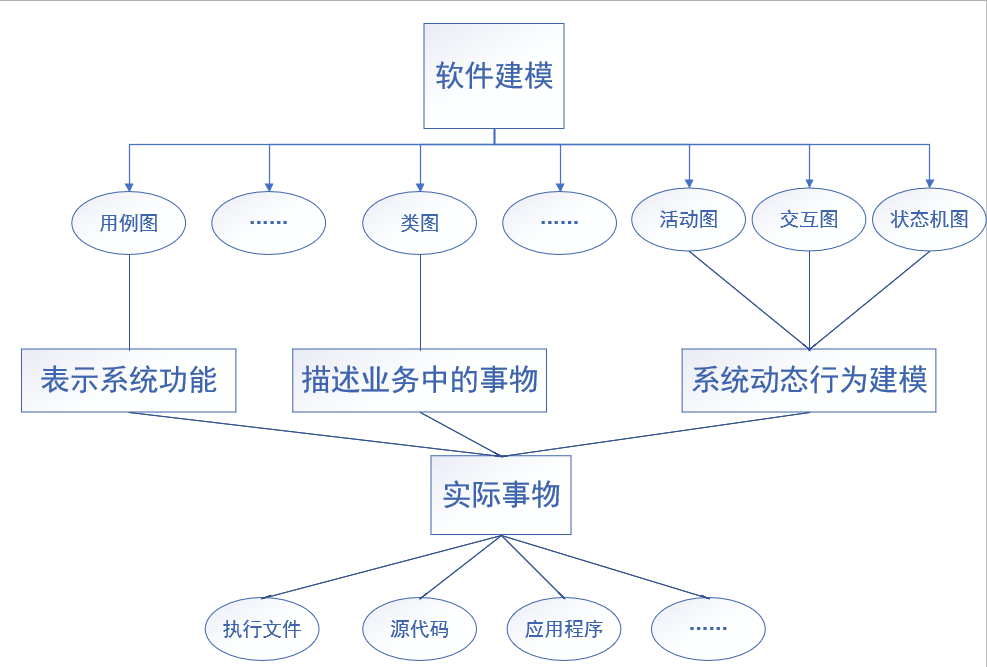 软件建模
用例图
······
类图
······
活动图
交互图
状态机图
表示系统功能
描述业务中的事物
系统动态行为建模
实际事物
执行文件
源代码
应用程序
······